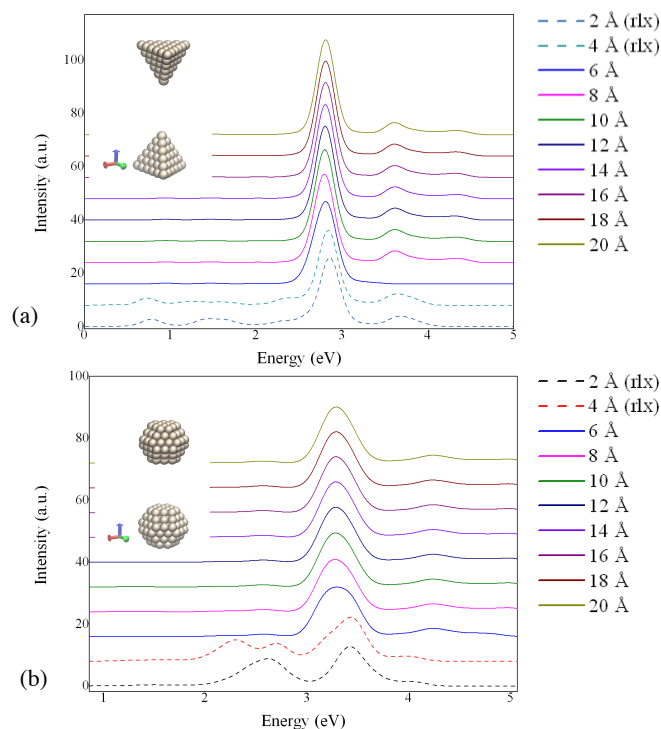 100
80
60
40
20
0
Intensity (a.u.)
0 1 2 3 4 5
Energy (eV)
(a)
2 Å (rlx)
4 Å (rlx)
6 Å
8 Å
10 Å
12 Å
14 Å
16 Å
18 Å
20 Å
100
80
60
40
20
0
Intensity (a.u.)
1 2 3 4 5
Energy (eV)
(b)
2 Å (rlx)
4 Å (rlx)
6 Å
8 Å
10 Å
12 Å
14 Å
16 Å
18 Å
20 Å